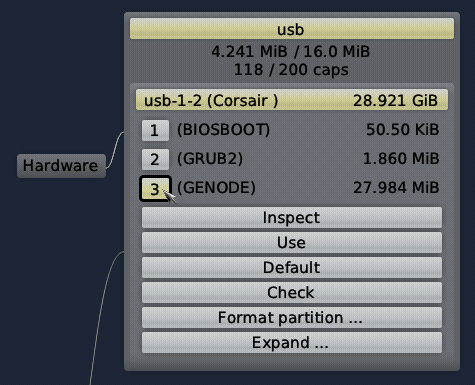 usb
4.241 MiB / 16.0 MiB
118 / 200 caps
usb-1-2 (Corsair ) 28.921 GiB
1 (BIOSBOOT) 50.50 KiB
Hardware
2 (GRUB2) 1.860 MiB
3 (GENODE) 27.984 MiB
Inspect
Use
Default
Check
Format partition ...
Expand ...